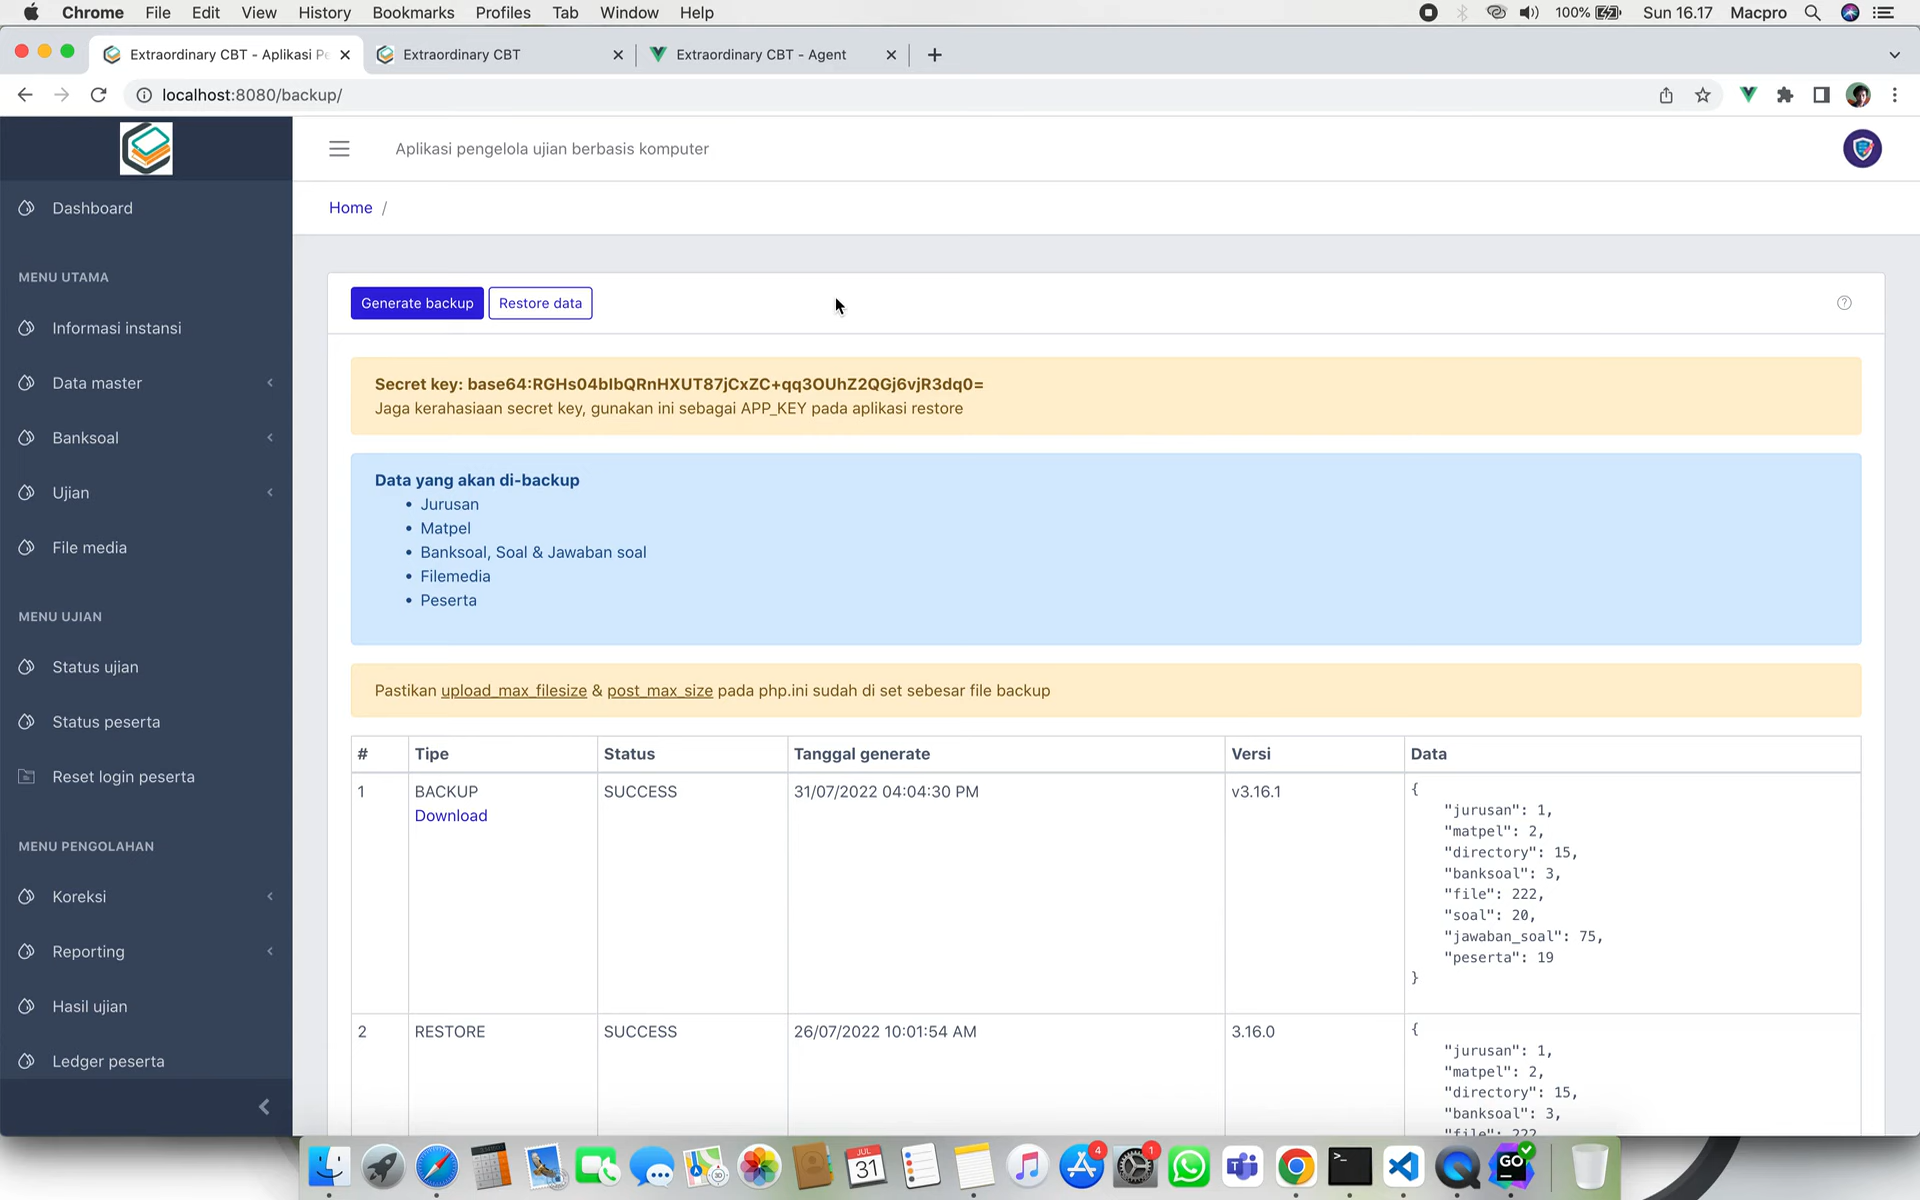 Chrome File Edit View History Bookmarks Profiles Tab Window Help 100% Sun 16.17 Macpro
Extraordinary CBT - Aplikasi Pe
Extraordinary CBT
Extraordinary CBT - Agent
localhost:8080/backup/
Aplikasi pengelola ujian berbasis komputer
Home /
Dashboard
MENU UTAMA
Informasi instansi
Data master
Banksoal
Ujian
File media
MENU UJIAN
Status ujian
Status peserta
Reset login peserta
MENU PENGOLAHAN
Koreksi
Reporting
Hasil ujian
Ledger peserta
Generate backup Restore data
Secret key: base64:RGHs04bIbQRnHXUT87jCxZC+qq3OUhZ2QGj6vjR3dq0=
Jaga kerahasiaan secret key, gunakan ini sebagai APP_KEY pada aplikasi restore
Data yang akan di-backup
• Jurusan
• Matpel
• Banksoal, Soal & Jawaban soal
• Filemedia
• Peserta
Pastikan upload_max_filesize & post_max_size pada php.ini sudah di set sebesar file backup
# Tipe Status Tanggal generate Versi Data
1 BACKUP SUCCESS 31/07/2022 04:04:30 PM v3.16.1 {
Download
"jurusan": 1,
"matpel": 2,
"directory": 15,
"banksoal": 3,
"file": 222,
"soal": 20,
"jawaban_soal": 75,
"peserta": 19
}
2 RESTORE SUCCESS 26/07/2022 10:01:54 AM 3.16.0 {
"jurusan": 1,
"matpel": 2,
"directory": 15,
"banksoal": 3,
"file": 222
JUL
31
4
1
GO